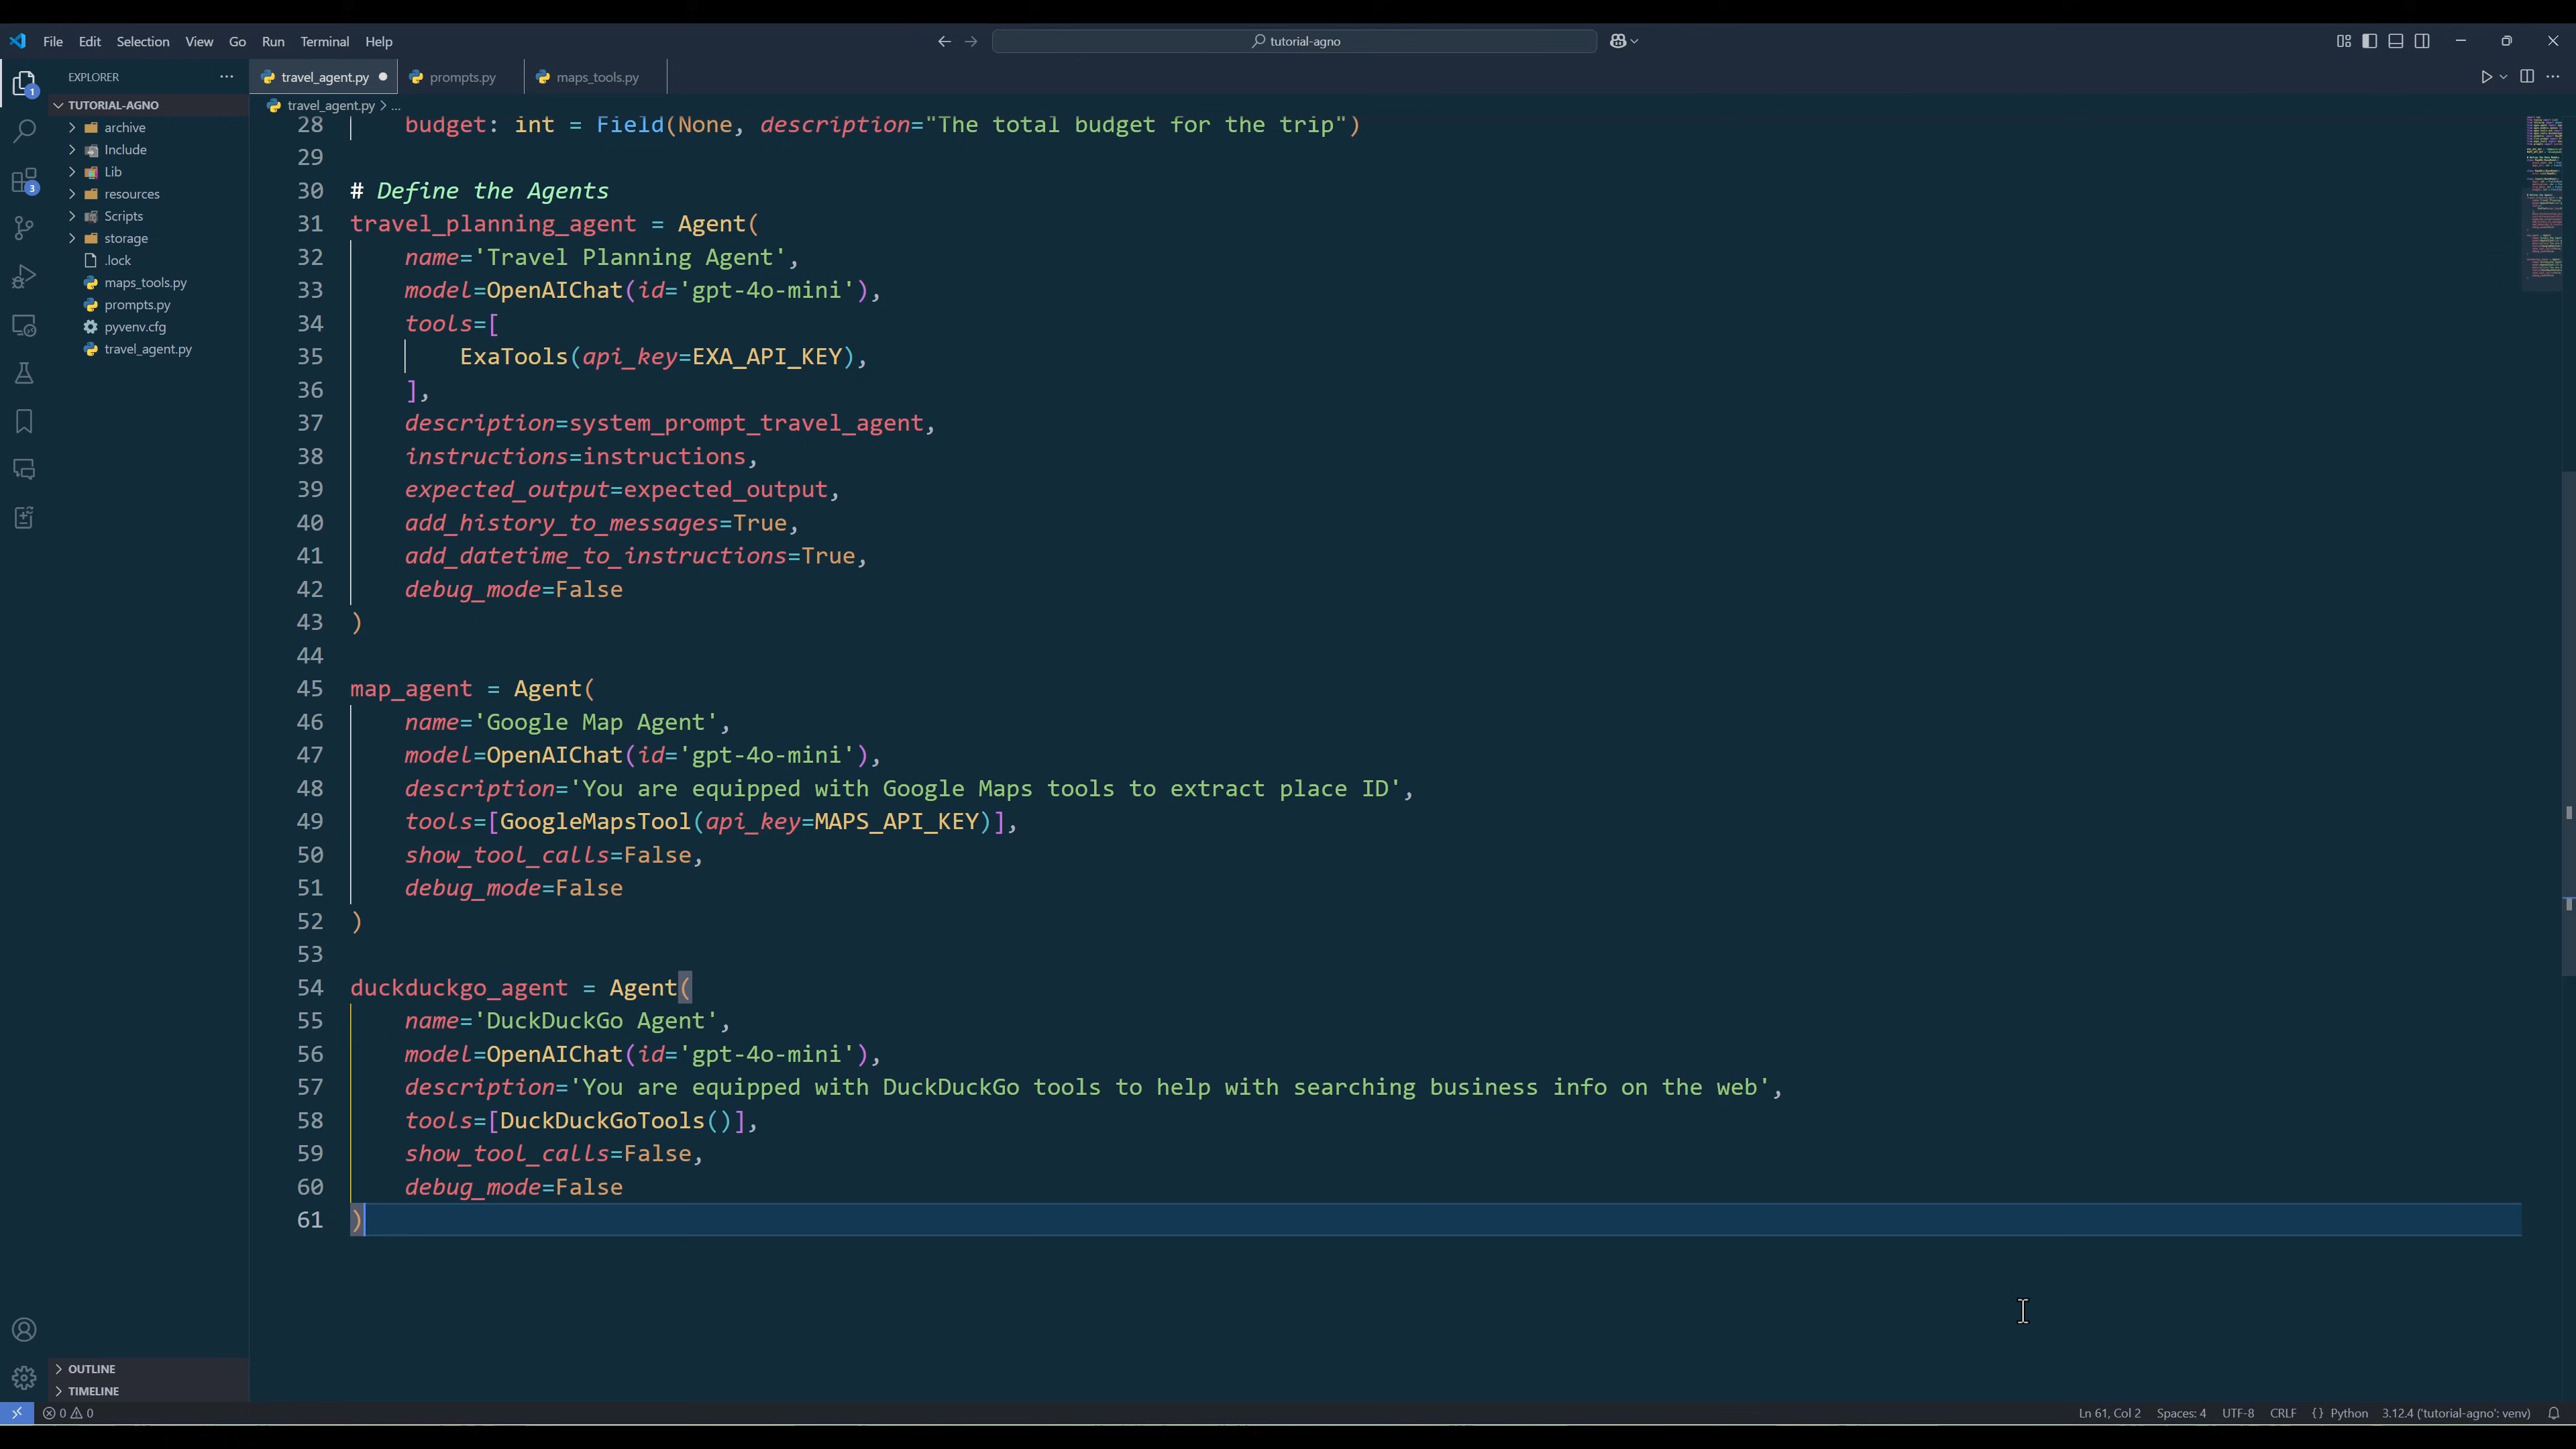 File Edit Selection View Go Run Terminal Help
tutorial-agno
EXPLORER
TUTORIAL-AGNO
archive
Include
Lib
resources
Scripts
storage
.lock
maps_tools.py
prompts.py
pyvenv.cfg
travel_agent.py
OUTLINE
TIMELINE
1
3
travel_agent.py prompts.py maps_tools.py
travel_agent.py > ...
28 budget: int = Field(None, description="The total budget for the trip")
29
30 # Define the Agents
31 travel_planning_agent = Agent(
32 name='Travel Planning Agent',
33 model=OpenAIChat(id='gpt-4o-mini'),
34 tools=[
35 ExaTools(api_key=EXA_API_KEY),
36 ],
37 description=system_prompt_travel_agent,
38 instructions=instructions,
39 expected_output=expected_output,
40 add_history_to_messages=True,
41 add_datetime_to_instructions=True,
42 debug_mode=False
43 )
44
45 map_agent = Agent(
46 name='Google Map Agent',
47 model=OpenAIChat(id='gpt-4o-mini'),
48 description='You are equipped with Google Maps tools to extract place ID',
49 tools=[GoogleMapsTool(api_key=MAPS_API_KEY)],
50 show_tool_calls=False,
51 debug_mode=False
52 )
53
54 duckduckgo_agent = Agent(
55 name='DuckDuckGo Agent',
56 model=OpenAIChat(id='gpt-4o-mini'),
57 description='You are equipped with DuckDuckGo tools to help with searching business info on the web',
58 tools=[DuckDuckGoTools()],
59 show_tool_calls=False,
60 debug_mode=False
61 )
0 0
Ln 61, Col 2 Spaces: 4 UTF-8 CRLF {} Python 3.12.4 ('tutorial-agno': venv)